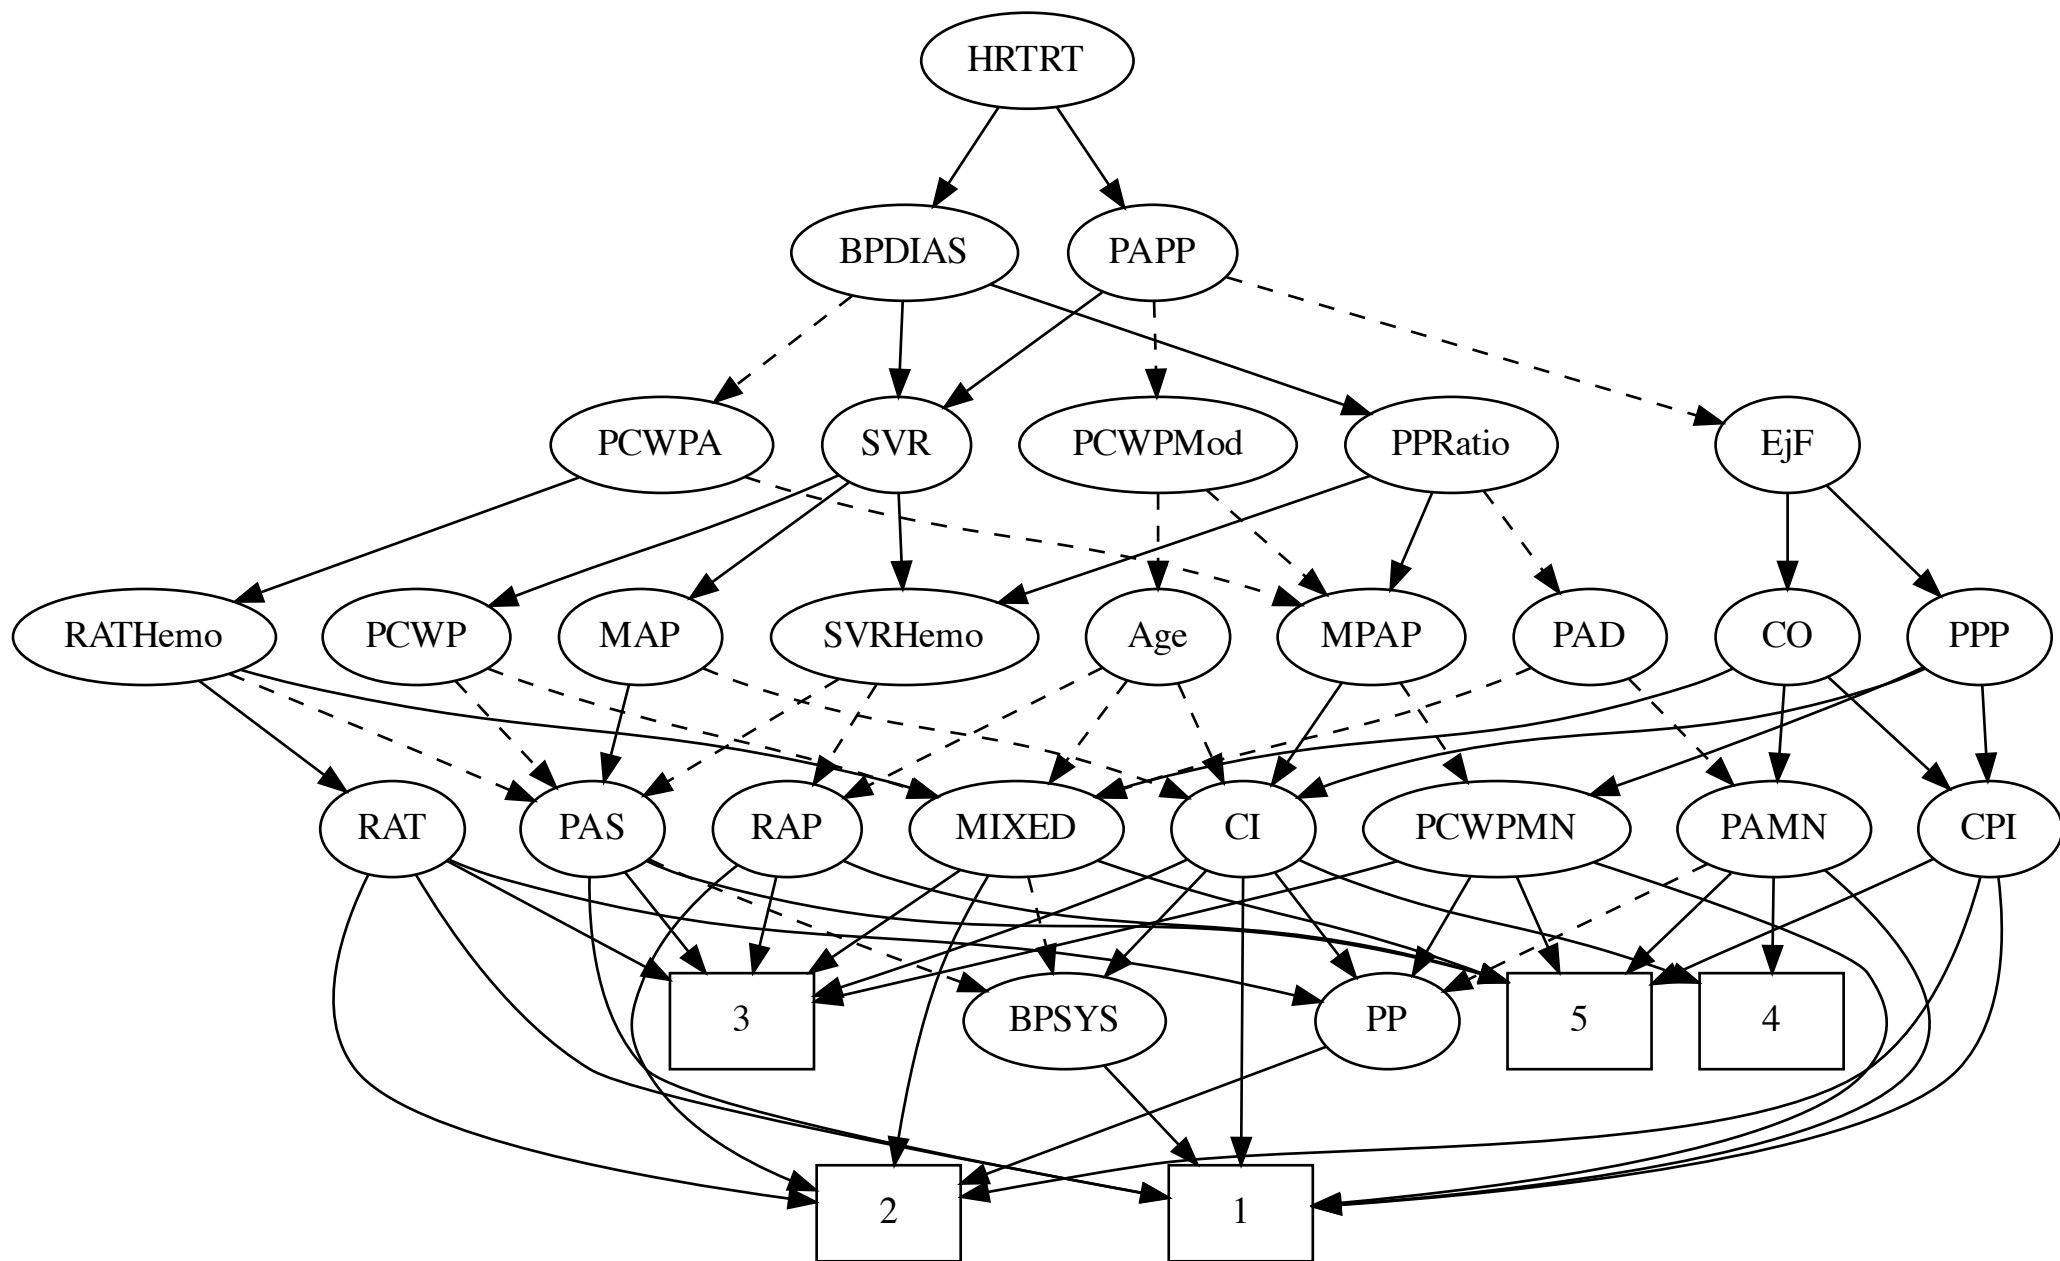 HRTRT
BPDIAS
PAPP
PCWPA
SVR
PCWPMod
PPRatio
EjF
RATHemo
PCWP
MAP
SVRHemo
Age
MPAP
PAD
CO
PPP
RAT
PAS
RAP
MIXED
CI
PCWPMN
PAMN
CPI
3
BPSYS
PP
5
4
2
1